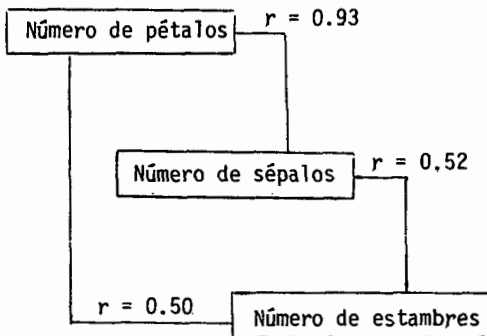 r = 0.93
Número de pétalos
Número de sépalos
r = 0.52
r = 0.50
Número de estambres